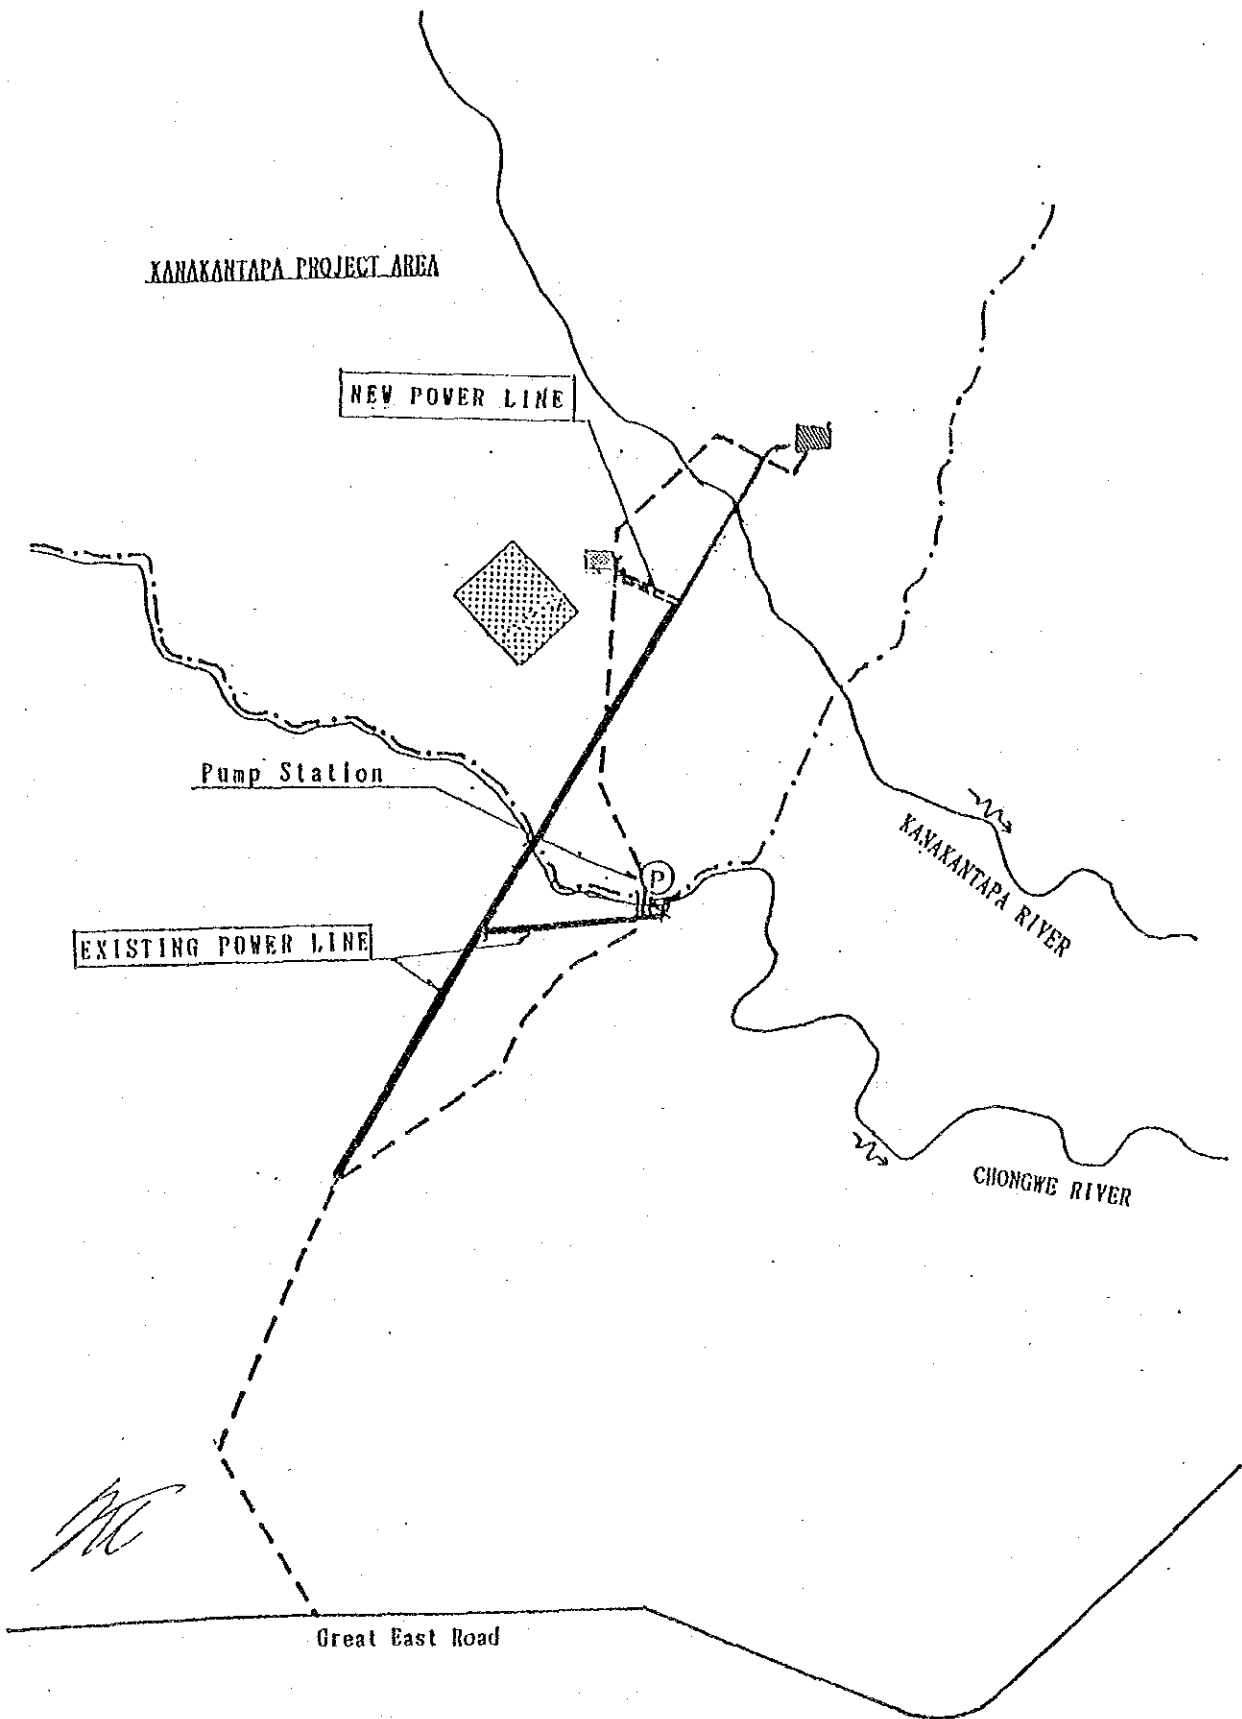 KANAKANTAPA PROJECT AREA
NEW POWER LINE
Pump Station
P
KANAKANTAPA RIVER
EXISTING POWER LINE
CHONGWE RIVER
Great East Road